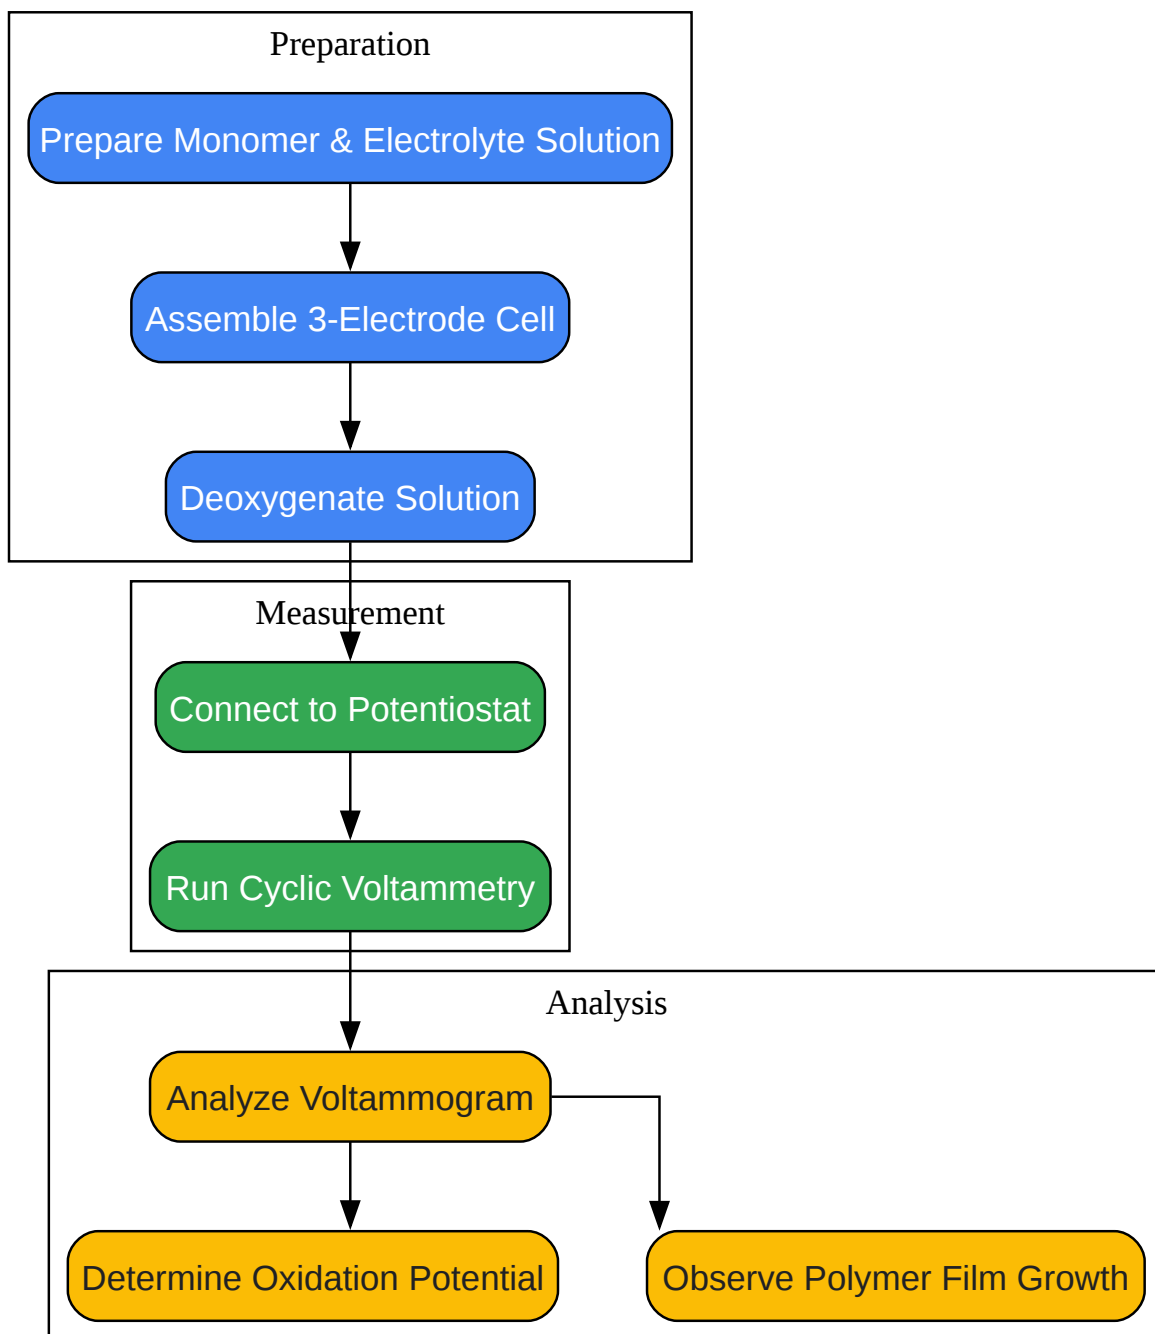 Preparation
Prepare Monomer & Electrolyte Solution
Assemble 3-Electrode Cell
Deoxygenate Solution
Measurement
Connect to Potentiostat
Run Cyclic Voltammetry
Analysis
Analyze Voltammogram
Determine Oxidation Potential
Observe Polymer Film Growth